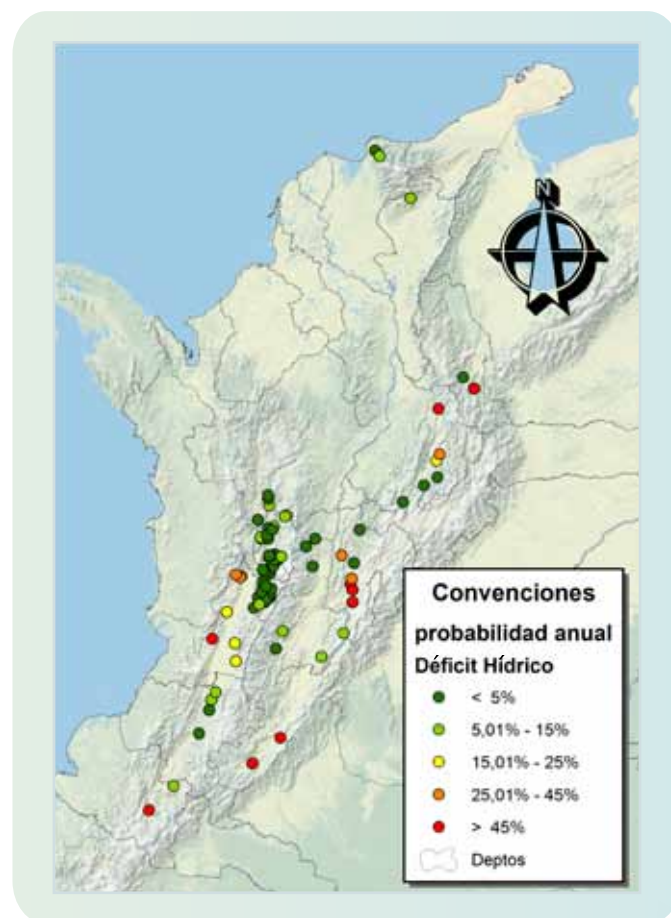 N
Convenciones
probabilidad anual
Déficit Hídrico
< 5%
5,01% - 15%
15,01% - 25%
25,01% - 45%
> 45%
Deptos